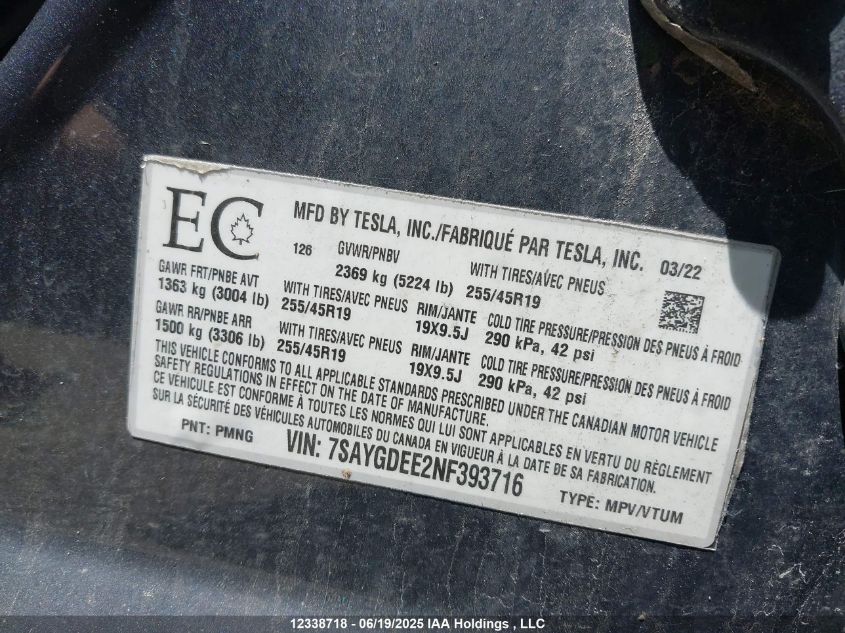 EC
MFD BY TESLA, INC./FABRIQUÉ PAR TESLA, INC. 03/22
126 GVWR/PNBV
2369 kg (5224 lb)
WITH TIRES/AVEC PNEUS
255/45R19
GAWR FRT/PNBE AVT
1363 kg (3004 lb)
WITH TIRES/AVEC PNEUS
255/45R19
RIM/JANTE
19X9.5J
COLD TIRE PRESSURE/PRESSION DES PNEUS À FROID
290 kPa, 42 psi
GAWR RR/PNBE ARR
1500 kg (3306 lb)
WITH TIRES/AVEC PNEUS
255/45R19
RIM/JANTE
19X9.5J
COLD TIRE PRESSURE/PRESSION DES PNEUS À FROID
290 kPa, 42 psi
THIS VEHICLE CONFORMS TO ALL APPLICABLE STANDARDS PRESCRIBED UNDER THE CANADIAN MOTOR VEHICLE
SAFETY REGULATIONS IN EFFECT ON THE DATE OF MANUFACTURE.
CE VÉHICULE EST CONFORME À TOUTES LES NORMES QUI LUI SONT APPLICABLES EN VERTU DU RÈGLEMENT
SUR LA SÉCURITÉ DES VÉHICULES AUTOMOBILES DU CANADA EN VIGUEUR À LA DATE DE SA FABRICATION.
PNT: PMNG VIN: 7SAYGDEE2NF393716 TYPE: MPV/VTUM
12338718 - 06/19/2025 IAA Holdings, LLC